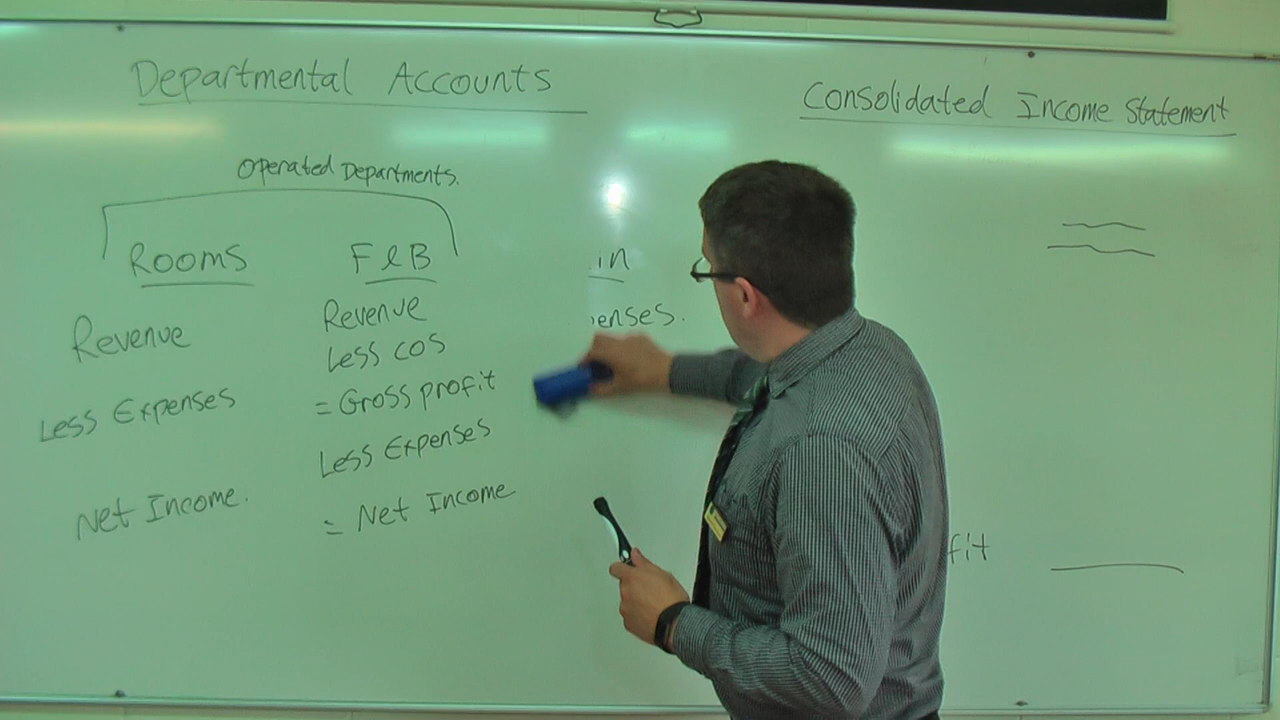 Departmental Accounts
Consolidated Income Statement
Operated Departments.
Rooms
Revenue
Less Expenses
Net Income.
F&B
Revenue
Less COS
= Gross profit
Less Expenses
= Net Income
in
enses.
fit